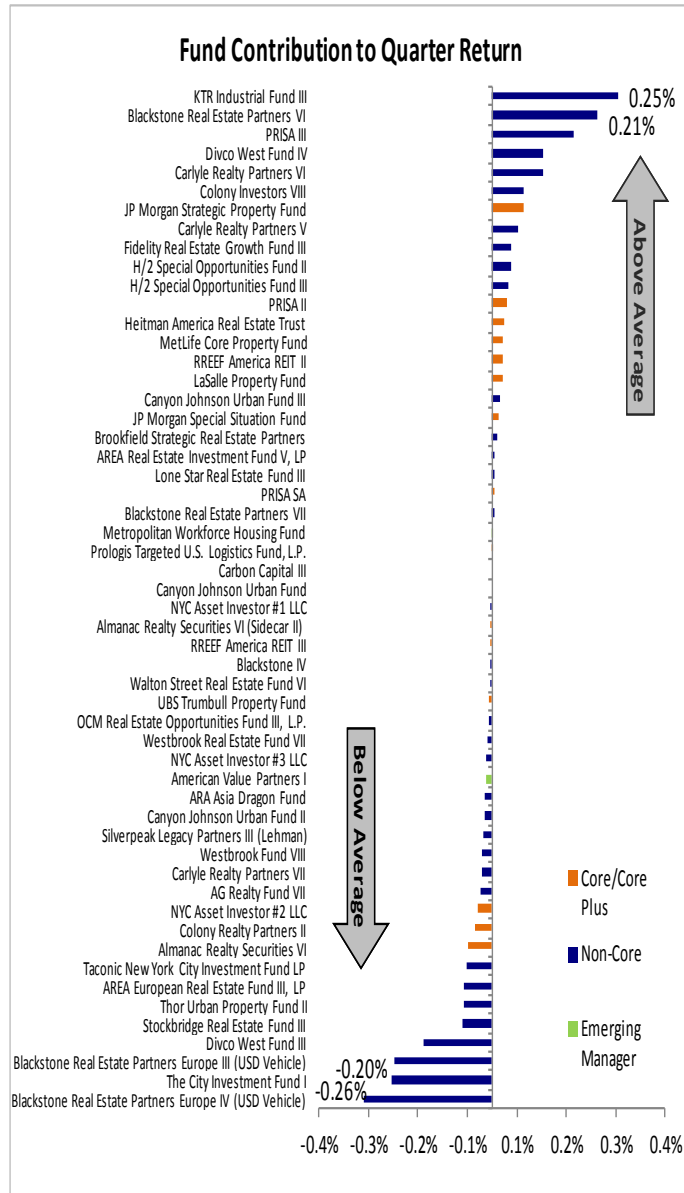 Fund Contribution to Quarter Return
KTR Industrial Fund III
0.25%
Blackstone Real Estate Partners VI
0.21%
PRISA III
Divco West Fund IV
Carlyle Realty Partners VI
Colony Investors VIII
JP Morgan Strategic Property Fund
Carlyle Realty Partners V
Fidelity Real Estate Growth Fund III
H/2 Special Opportunities Fund II
H/2 Special Opportunities Fund III
PRISA II
Heitman America Real Estate Trust
MetLife Core Property Fund
RREEF America REIT II
LaSalle Property Fund
Canyon Johnson Urban Fund III
JP Morgan Special Situation Fund
Brookfield Strategic Real Estate Partners
AREA Real Estate Investment Fund V, LP
Lone Star Real Estate Fund III
PRISA SA
Blackstone Real Estate Partners VII
Metropolitan Workforce Housing Fund
Prologis Targeted U.S. Logistics Fund, L.P.
Carbon Capital III
Canyon Johnson Urban Fund
NYC Asset Investor #1 LLC
Almanac Realty Securities VI (Sidecar II)
RREEF America REIT III
Blackstone IV
Walton Street Real Estate Fund VI
UBS Trumbull Property Fund
OCM Real Estate Opportunities Fund III, L.P.
Westbrook Real Estate Fund VII
NYC Asset Investor #3 LLC
American Value Partners I
ARA Asia Dragon Fund
Canyon Johnson Urban Fund II
Silverpeak Legacy Partners III (Lehman)
Westbrook Fund VIII
Carlyle Realty Partners VII
AG Realty Fund VII
NYC Asset Investor #2 LLC
Colony Realty Partners II
Almanac Realty Securities VI
Taconic New York City Investment Fund LP
AREA European Real Estate Fund III, LP
Thor Urban Property Fund II
Stockbridge Real Estate Fund III
Divco West Fund III
Blackstone Real Estate Partners Europe III (USD Vehicle)
-0.20%
The City Investment Fund I
-0.26%
Blackstone Real Estate Partners Europe IV (USD Vehicle)
Above Average
Below Average
Core/Core
Plus
Non-Core
Emerging
Manager
-0.4% -0.3% -0.2% -0.1% 0.1% 0.2% 0.3% 0.4%